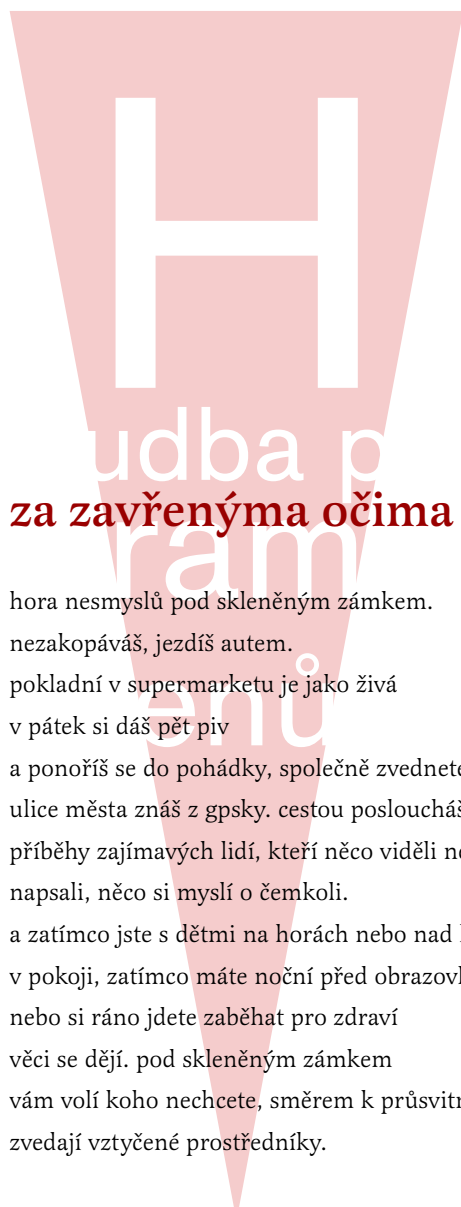 H
udba p
za zavřenýma očima
ram
hora nesmyslů pod skleněným zámkem.
nezakopáváš, jezdíš autem.
pokladní v supermarketu je jako živá
enů
v pátek si dáš pět piv
a ponoříš se do pohádky, společně zvednete
ulice města znáš z gpsky. cestou posloucháš
příběhy zajímavých lidí, kteří něco viděli
napsali, něco si myslí o čemkoli.
a zatímco jste s dětmi na horách nebo nad
v pokoji, zatímco máte noční před
nebo si ráno jdete zaběhat pro zdraví
věci se dějí. pod skleněným zámkem
vám volí koho nechcete, směrem k
zvedají vztyčené prostředníky.